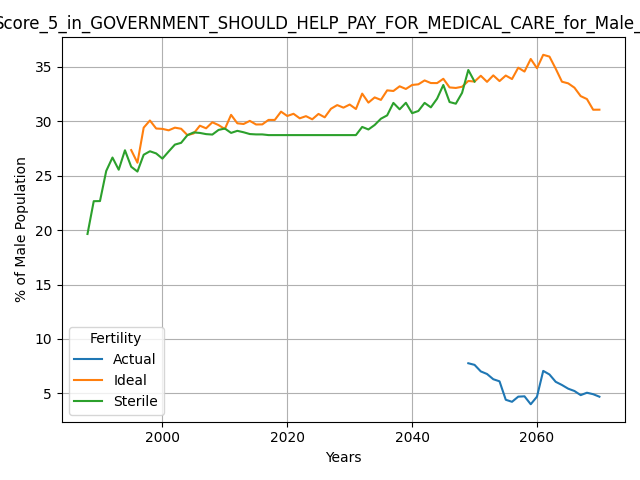 Score_5_in_GOVERNMENT_SHOULD_HELP_PAY_FOR_MEDICAL_CARE_for_Male_
% of Male Population
35
30
25
20
15
10
5
Fertility
Actual
Ideal
Sterile
2000 2020 2040 2060
Years